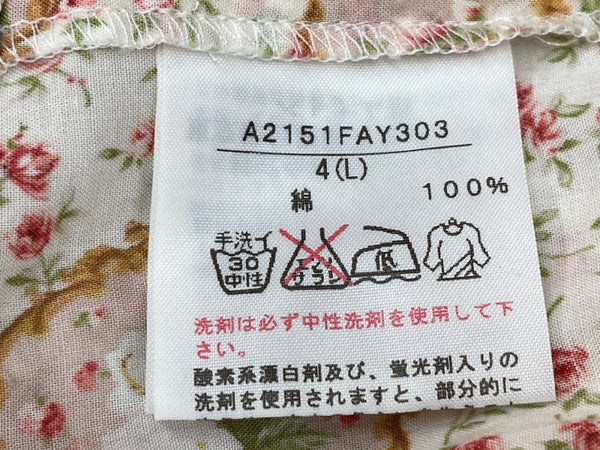 A2151FAY303
4(L)
綿 100%
手洗イ
30
中性
エンソ
サラシ
低
洗剤は必ず中性洗剤を使用して下
さい。
酸素系漂白剤及び、蛍光剤入りの
洗剤を使用されますと、部分的に